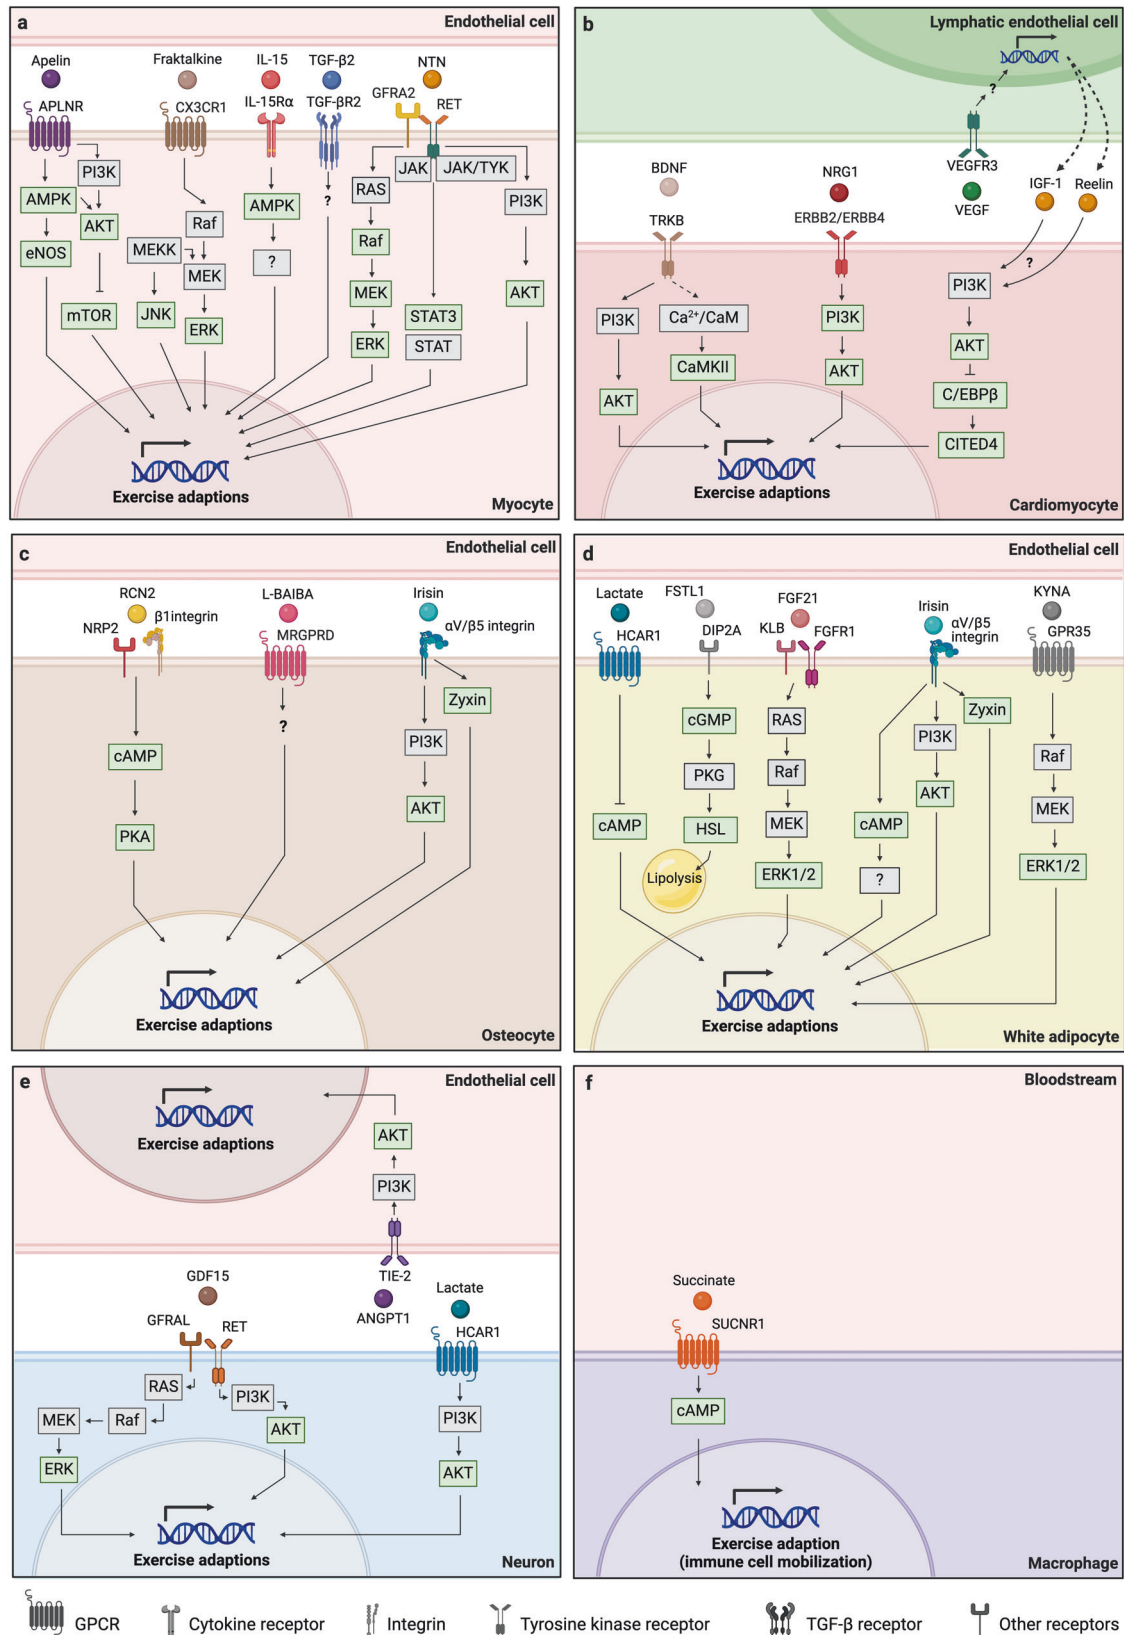 a
Endothelial cell
Apelin
Fraktalkine
IL-15
TGF-β2
NTN
APLNR
CX3CR1
IL-15Rα
TGF-βR2
GFRA2
RET
PI3K
JAK
JAK/TYK
RAS
PI3K
AMPK
AKT
AMPK
?
Raf
Raf
eNOS
MEKK
MEK
?
MEK
AKT
mTOR
JNK
ERK
STAT3
ERK
STAT
Exercise adaptions
Myocyte
b
Lymphatic endothelial cell
?
VEGFR3
BDNF
NRG1
IGF-1
Reelin
VEGF
TRKB
ERBB2/ERBB4
?
PI3K
PI3K
Ca²⁺/CaM
PI3K
AKT
CaMKII
AKT
C/EBPβ
AKT
CITED4
Exercise adaptions
Cardiomyocyte
c
Endothelial cell
RCN2
L-BAIBA
Irisin
β1integrin
NRP2
MRGPRD
αV/β5 integrin
Zyxin
?
PI3K
cAMP
AKT
PKA
Exercise adaptions
Osteocyte
d
Endothelial cell
Lactate
FSTL1
FGF21
Irisin
KYNA
HCAR1
DIP2A
KLB
FGFR1
αV/β5
integrin
GPR35
Zyxin
cGMP
RAS
PI3K
Raf
PKG
Raf
AKT
MEK
cAMP
HSL
MEK
cAMP
ERK1/2
Lipolysis
ERK1/2
?
Exercise adaptions
White adipocyte
e
Endothelial cell
Exercise adaptions
AKT
PI3K
TIE-2
GDF15
Lactate
ANGPT1
GFRAL
RET
HCAR1
RAS
PI3K
MEK
Raf
AKT
PI3K
ERK
AKT
Exercise adaptions
Neuron
f
Bloodstream
Succinate
SUCNR1
cAMP
Exercise adaption
(immune cell mobilization)
Macrophage
GPCR
Cytokine receptor
Integrin
Tyrosine kinase receptor
TGF-β receptor
Other receptors